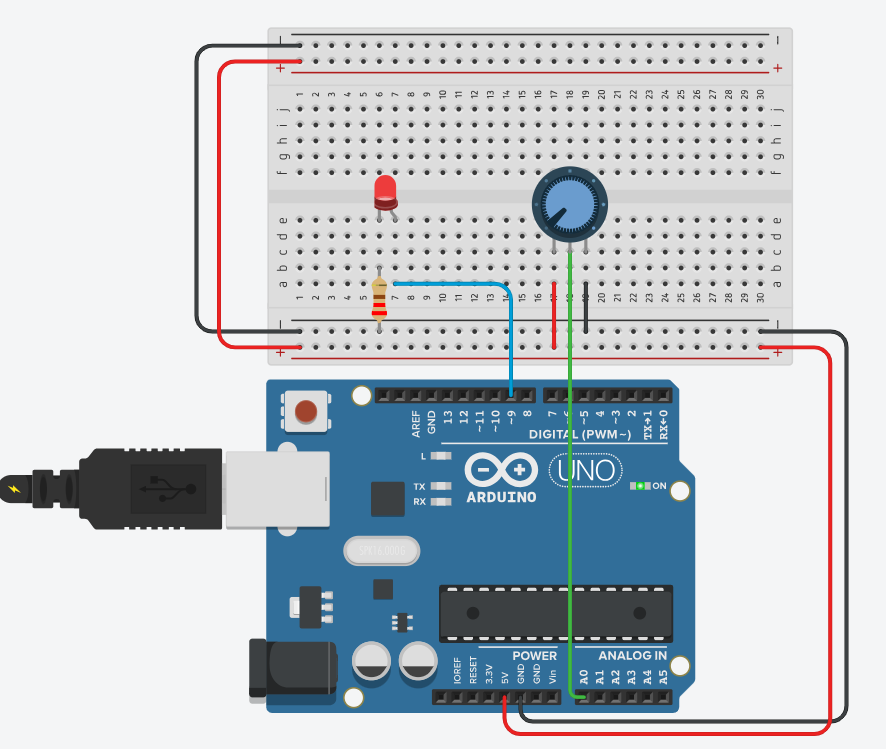 - -
+ +
1 2 3 4 5 6 7 8 9 10 11 12 13 14 15 16 17 18 19 20 21 22 23 24 25 26 27 28 29 30
j j
i i
h h
g g
f f
e e
d d
c c
b b
a a
1 2 3 4 5 6 7 8 9 10 11 12 13 14 15 16 17 19 20 21 22 23 24 25 26 27 28 29 30
- -
+ +
AREF GND 13 12 ~11 ~10 ~9 8 7 6 ~5 4 ~3 2 TX→1 RX←0
DIGITAL (PWM~)
L
TX
RX
ARDUINO
UNO
ON
POWER
ANALOG IN
IOREF RESET 3.3V 5V GND GND Vin A0 A1 A2 A3 A4 A5